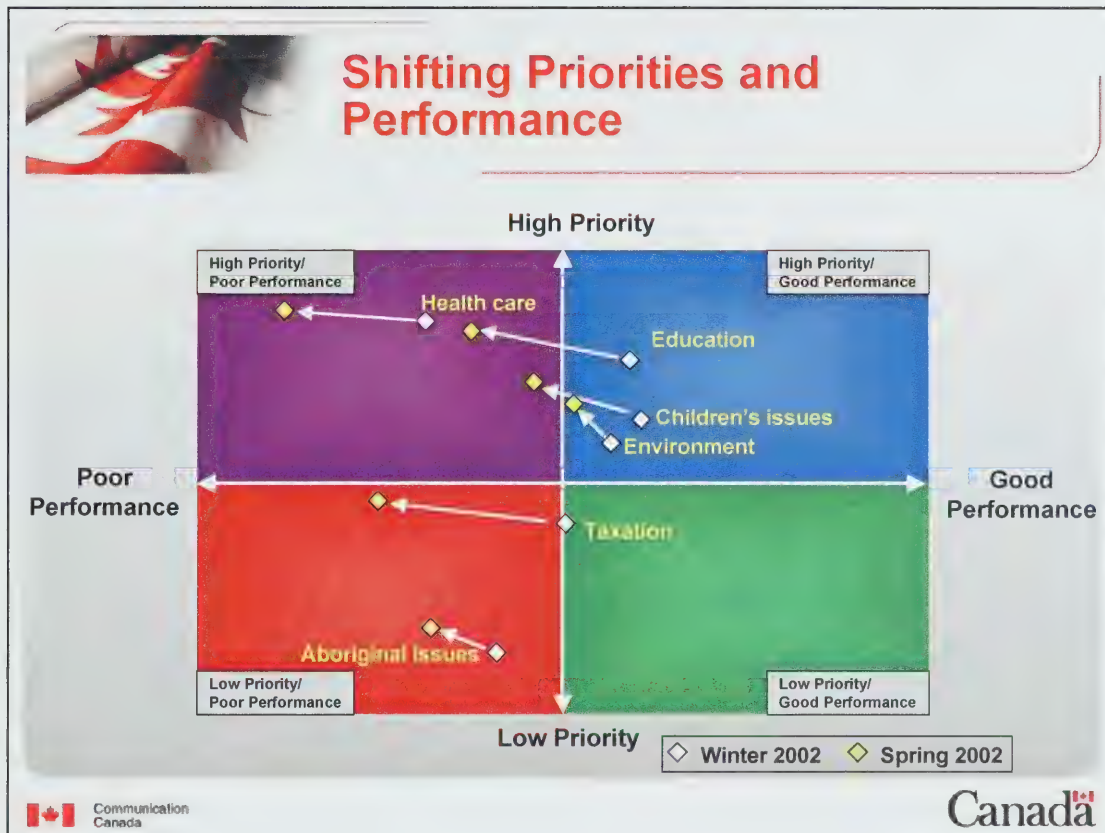 Shifting Priorities and
Performance
High Priority
High Priority/
Poor Performance
High Priority/
Good Performance
Health care
Education
Children's issues
Environment
Poor
Performance
Good
Performance
Taxation
Aboriginal issues
Low Priority/
Poor Performance
Low Priority/
Good Performance
Low Priority
Winter 2002
Spring 2002
Communication
Canada
Canada